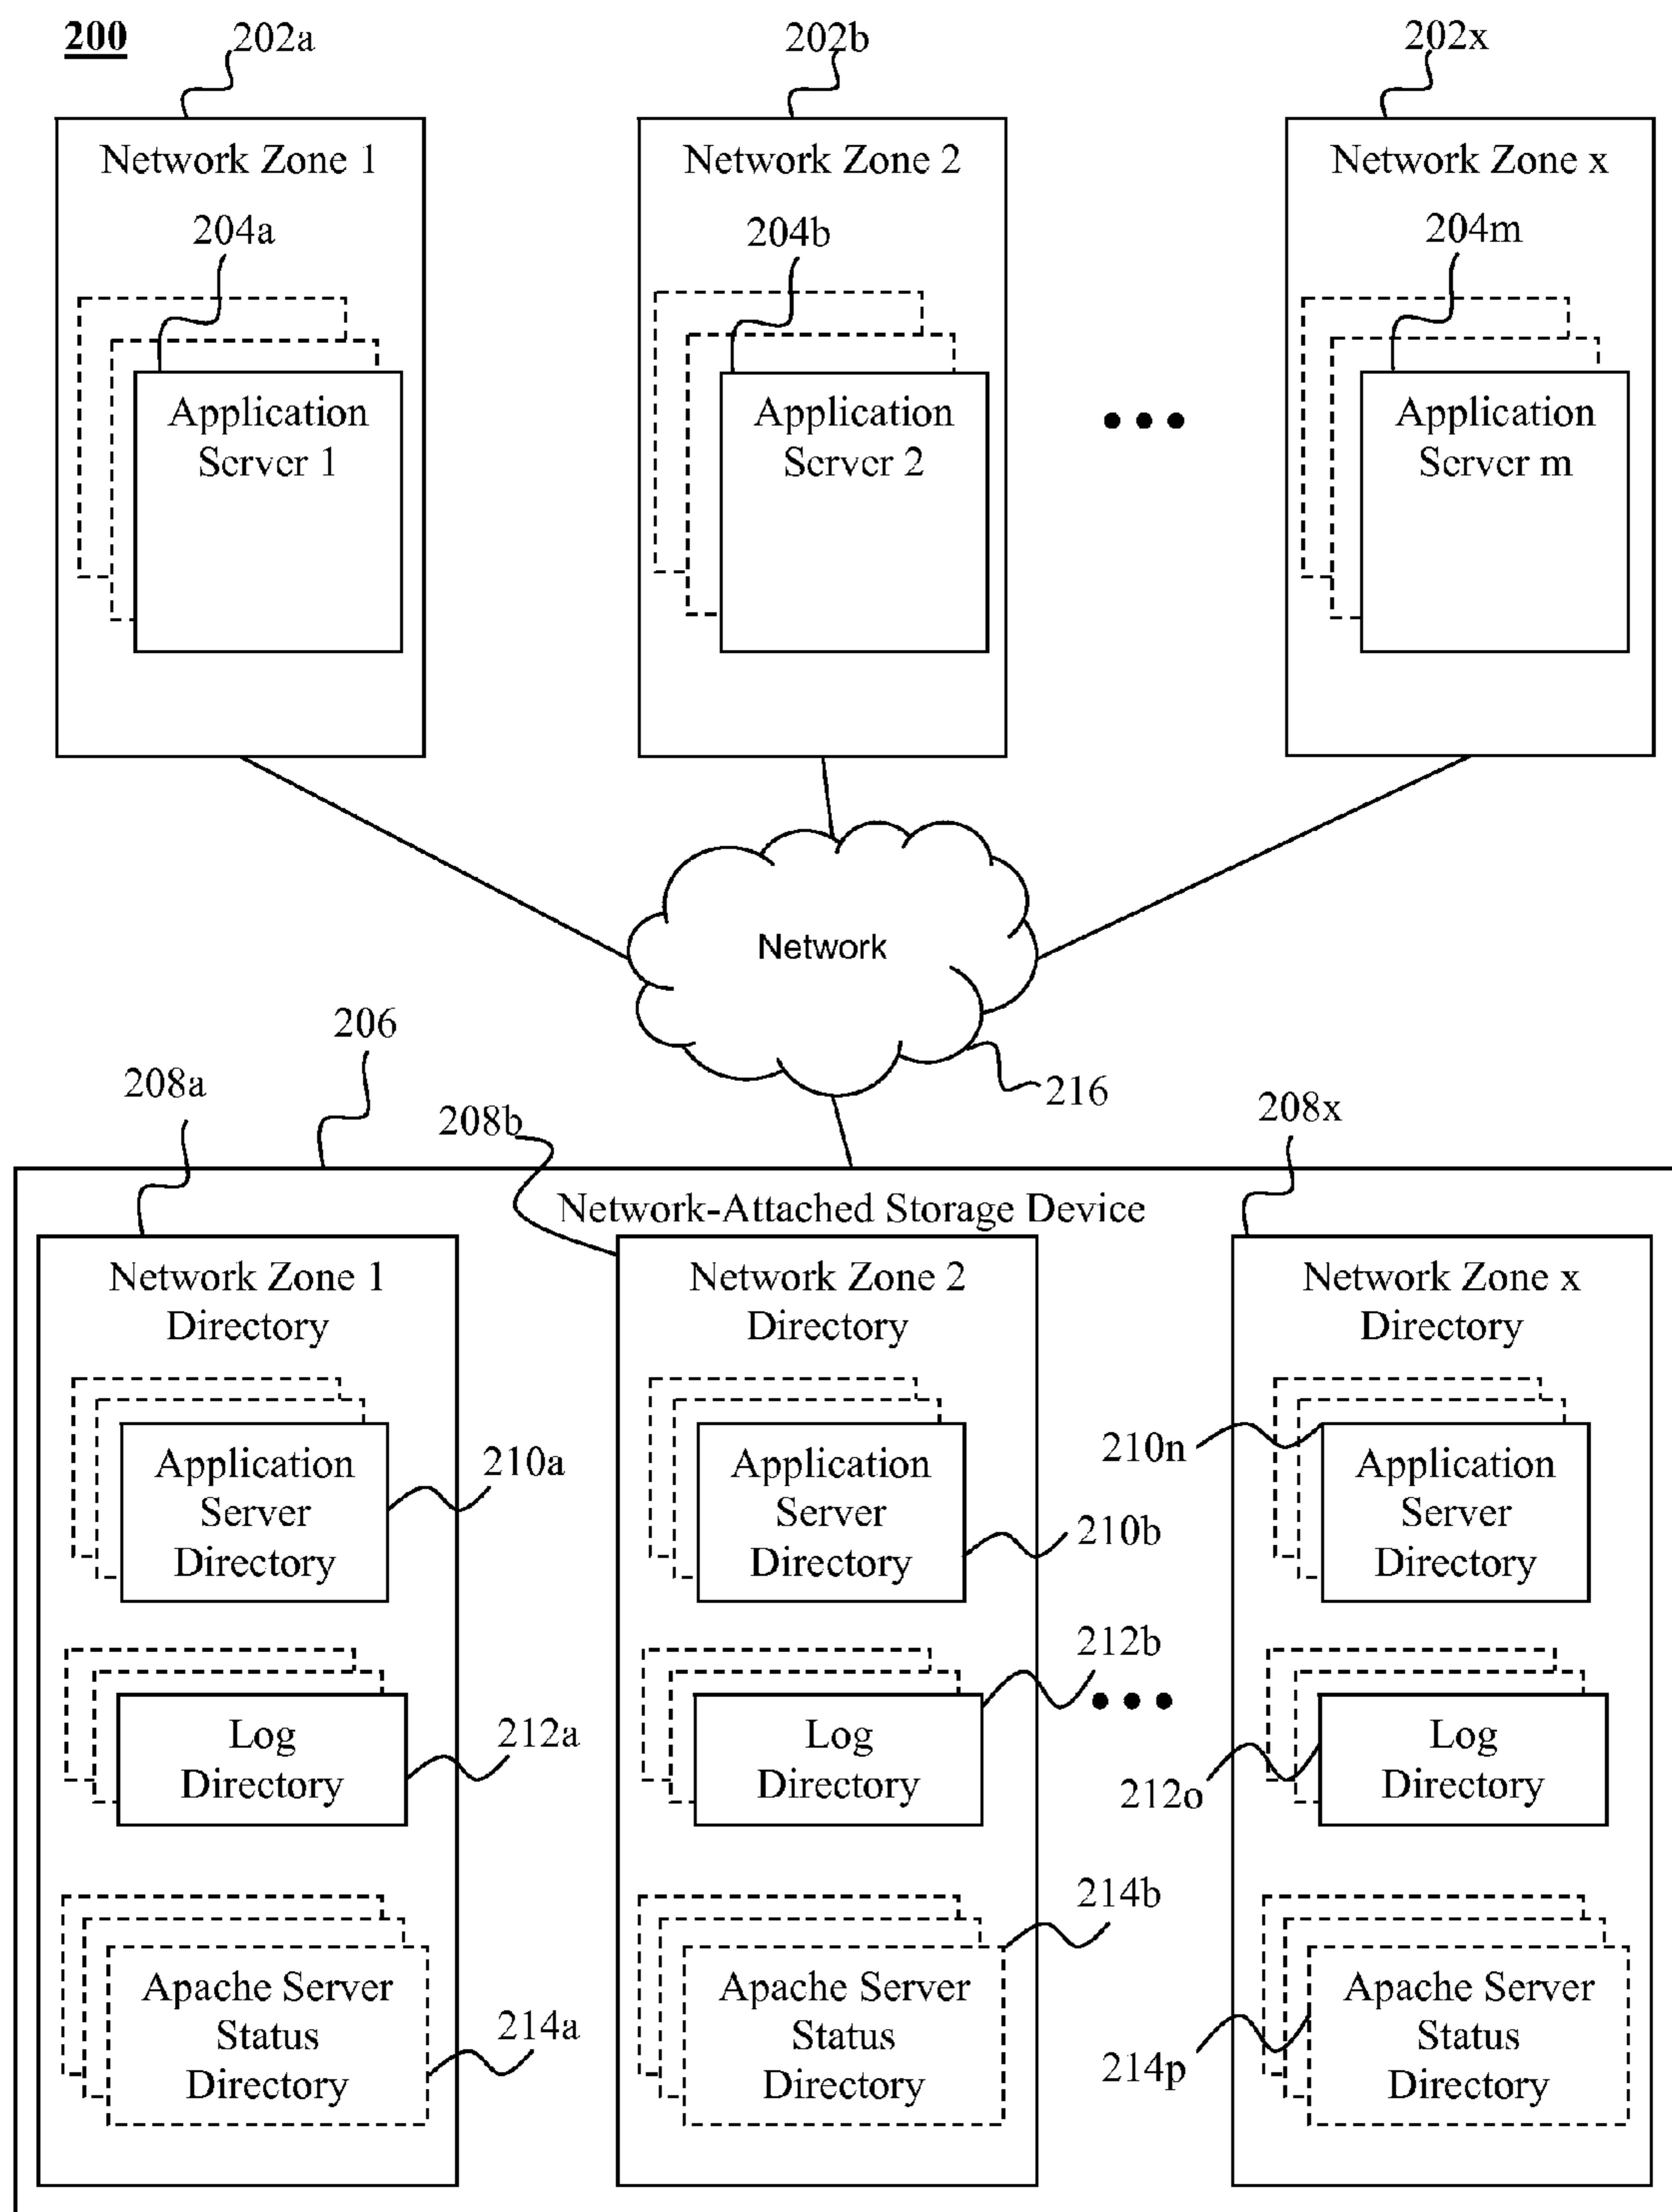 200
202a
202b
202x
Network Zone 1
Network Zone 2
Network Zone x
204a
204b
204m
Application
Server 1
Application
Server 2
Application
Server m
Network
216
206
208a
208b
208x
Network-Attached Storage Device
Network Zone 1
Directory
Network Zone 2
Directory
Network Zone x
Directory
Application
Server
Directory
210a
Application
Server
Directory
210b
210n
Application
Server
Directory
Log
Directory
212a
Log
Directory
212b
212o
Log
Directory
Apache Server
Status
Directory
214a
Apache Server
Status
Directory
214b
214p
Apache Server
Status
Directory